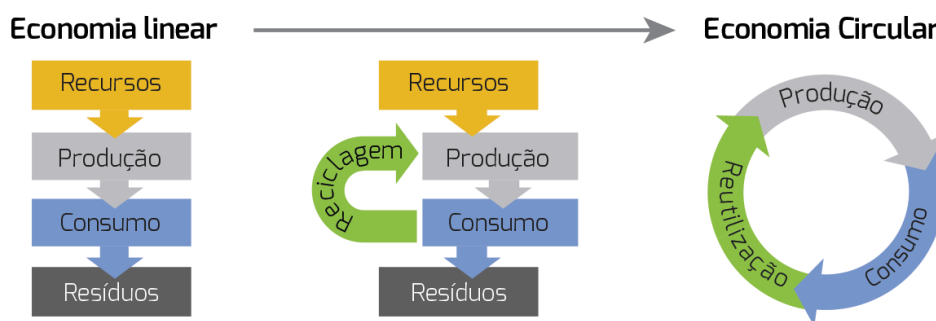 Economia linear
Economia Circular
Recursos
Produção
Consumo
Resíduos
Recursos
Reciclagem
Produção
Consumo
Resíduos
Produção
Consumo
Reutilização